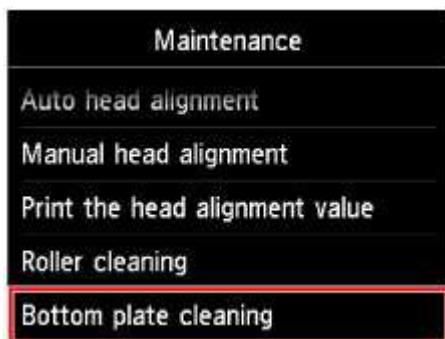 Maintenance
Auto head alignment
Manual head alignment
Print the head alignment value
Roller cleaning
Bottom plate cleaning